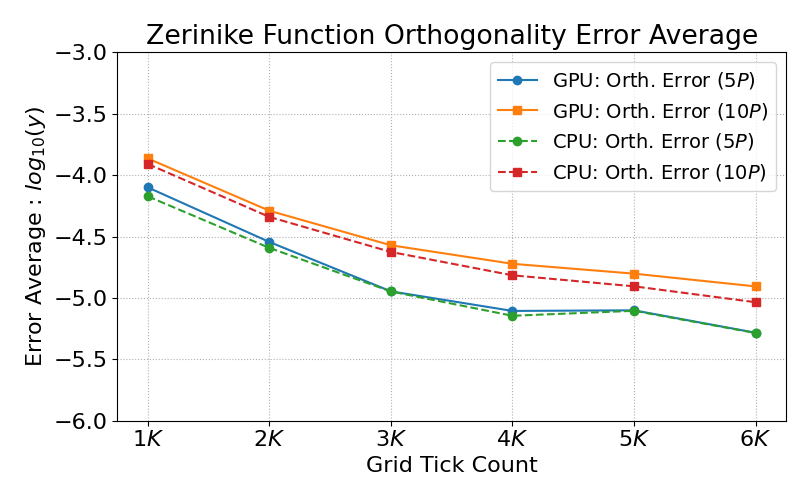 Zerinike Function Orthogonality Error Average
Error Average : log₁₀(y)
−3.0
−3.5
−4.0
−4.5
−5.0
−5.5
−6.0
GPU: Orth. Error (5P)
GPU: Orth. Error (10P)
CPU: Orth. Error (5P)
CPU: Orth. Error (10P)
1K 2K 3K 4K 5K 6K
Grid Tick Count